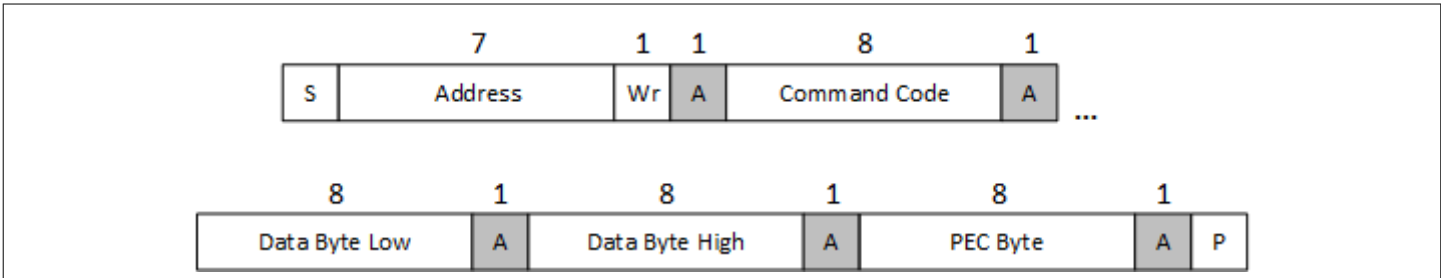 7 1 1 8 1
S Address Wr A Command Code A ...
8 1 8 1 8 1
Data Byte Low A Data Byte High A PEC Byte A P